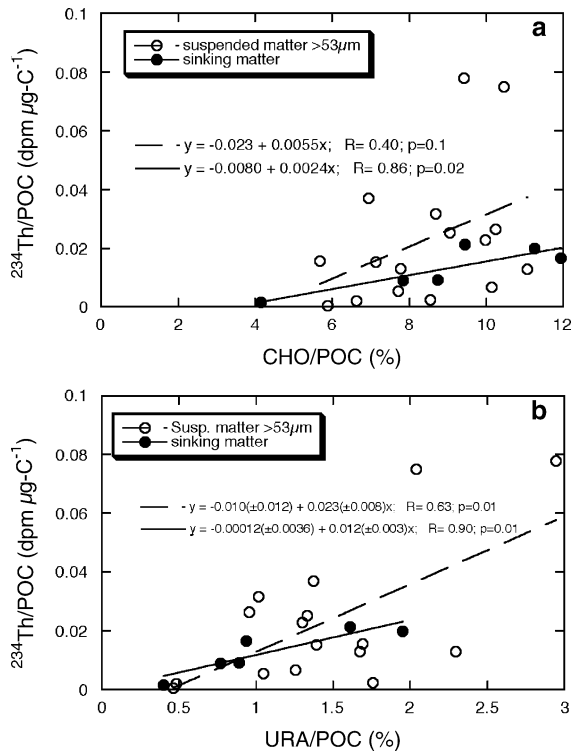 a
- suspended matter >53µm
sinking matter
- y = -0.023 + 0.0055x; R= 0.40; p=0.1
y = -0.0080 + 0.0024x; R= 0.86; p=0.02
0.1
0.08
0.06
0.04
0.02
0
²³⁴Th/POC (dpm µg-C⁻¹)
0 2 4 6 8 10 12
CHO/POC (%)
b
- Susp. matter >53µm
sinking matter
- y = -0.010(±0.012) + 0.023(±0.008)x; R= 0.63; p=0.01
y = -0.00012(±0.0036) + 0.012(±0.003)x; R= 0.90; p=0.01
0.1
0.08
0.06
0.04
0.02
0
²³⁴Th/POC (dpm µg-C⁻¹)
0 0.5 1 1.5 2 2.5 3
URA/POC (%)